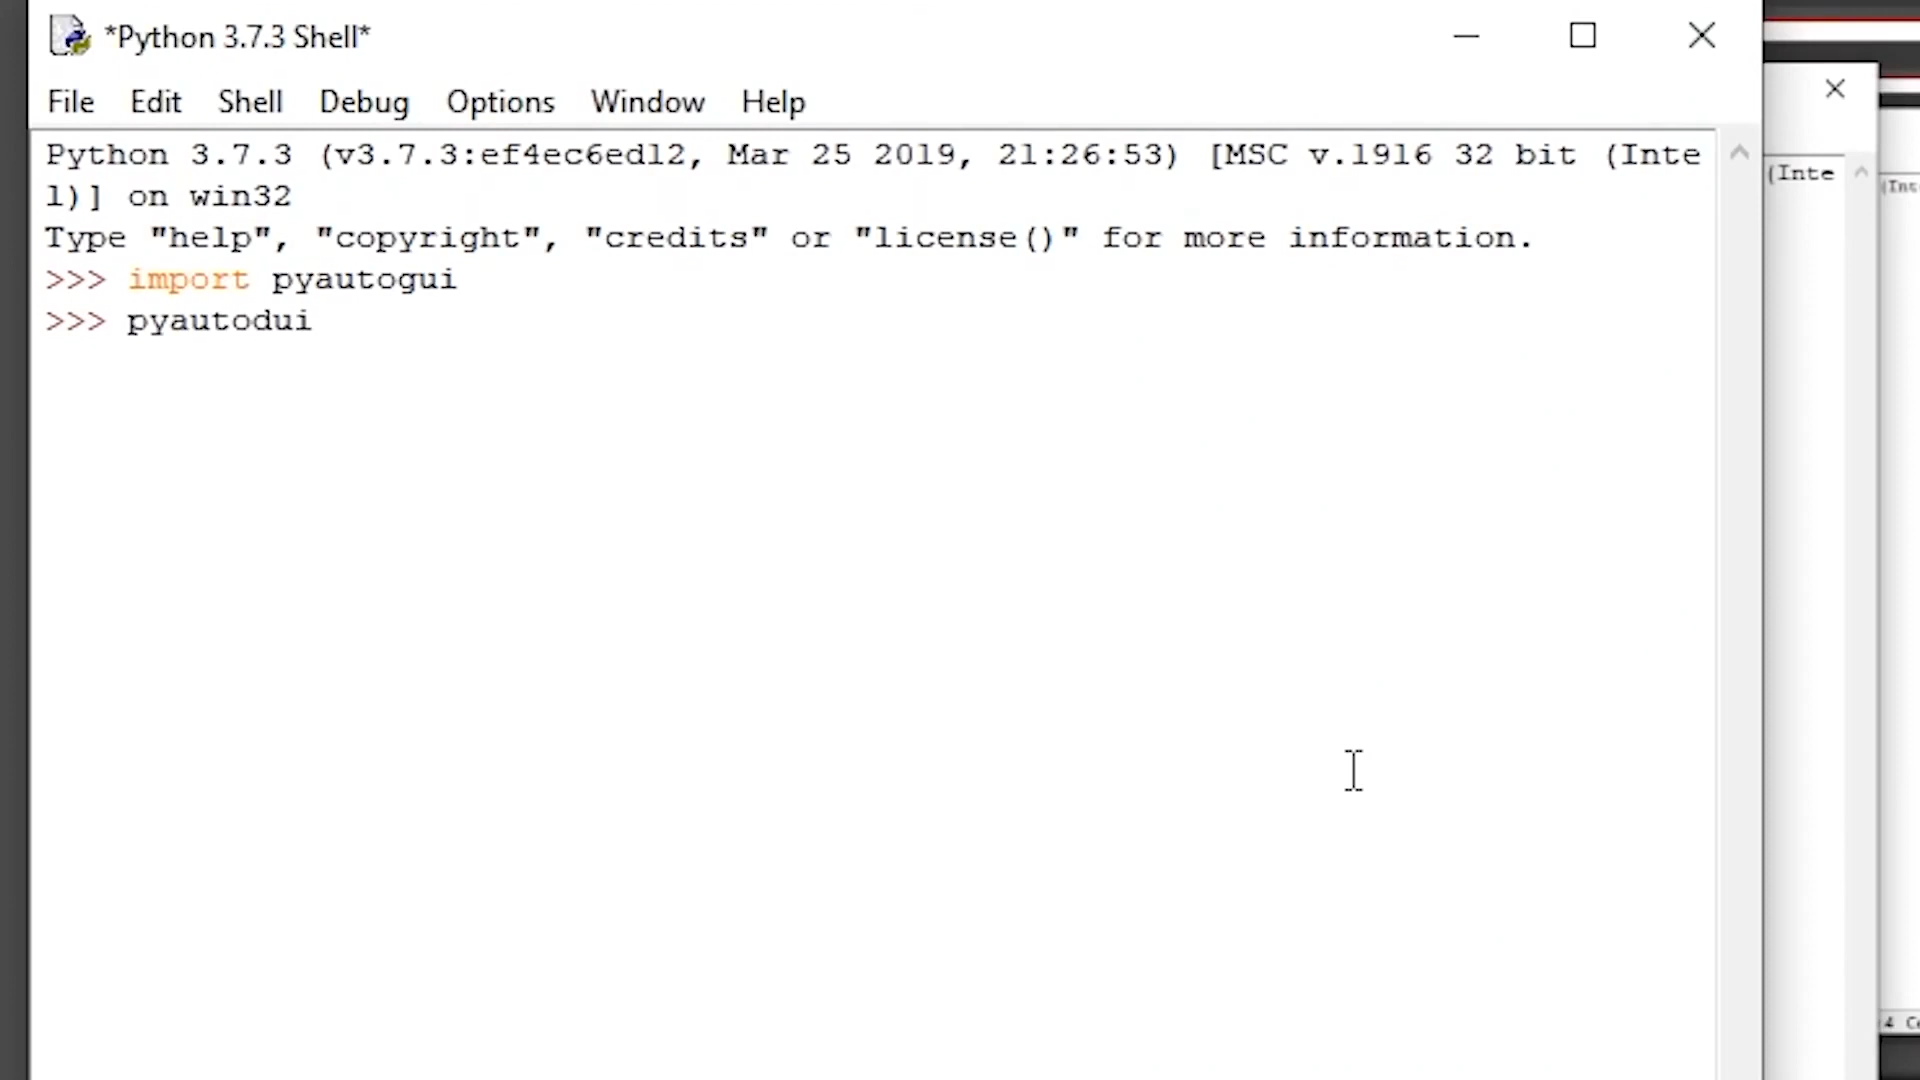 *Python 3.7.3 Shell*
File Edit Shell Debug Options Window Help
Python 3.7.3 (v3.7.3:ef4ec6ed12, Mar 25 2019, 21:26:53) [MSC v.1916 32 bit (Inte
l)] on win32
Type "help", "copyright", "credits" or "license()" for more information.
>>> import pyautogui
>>> pyautodui
(Inte